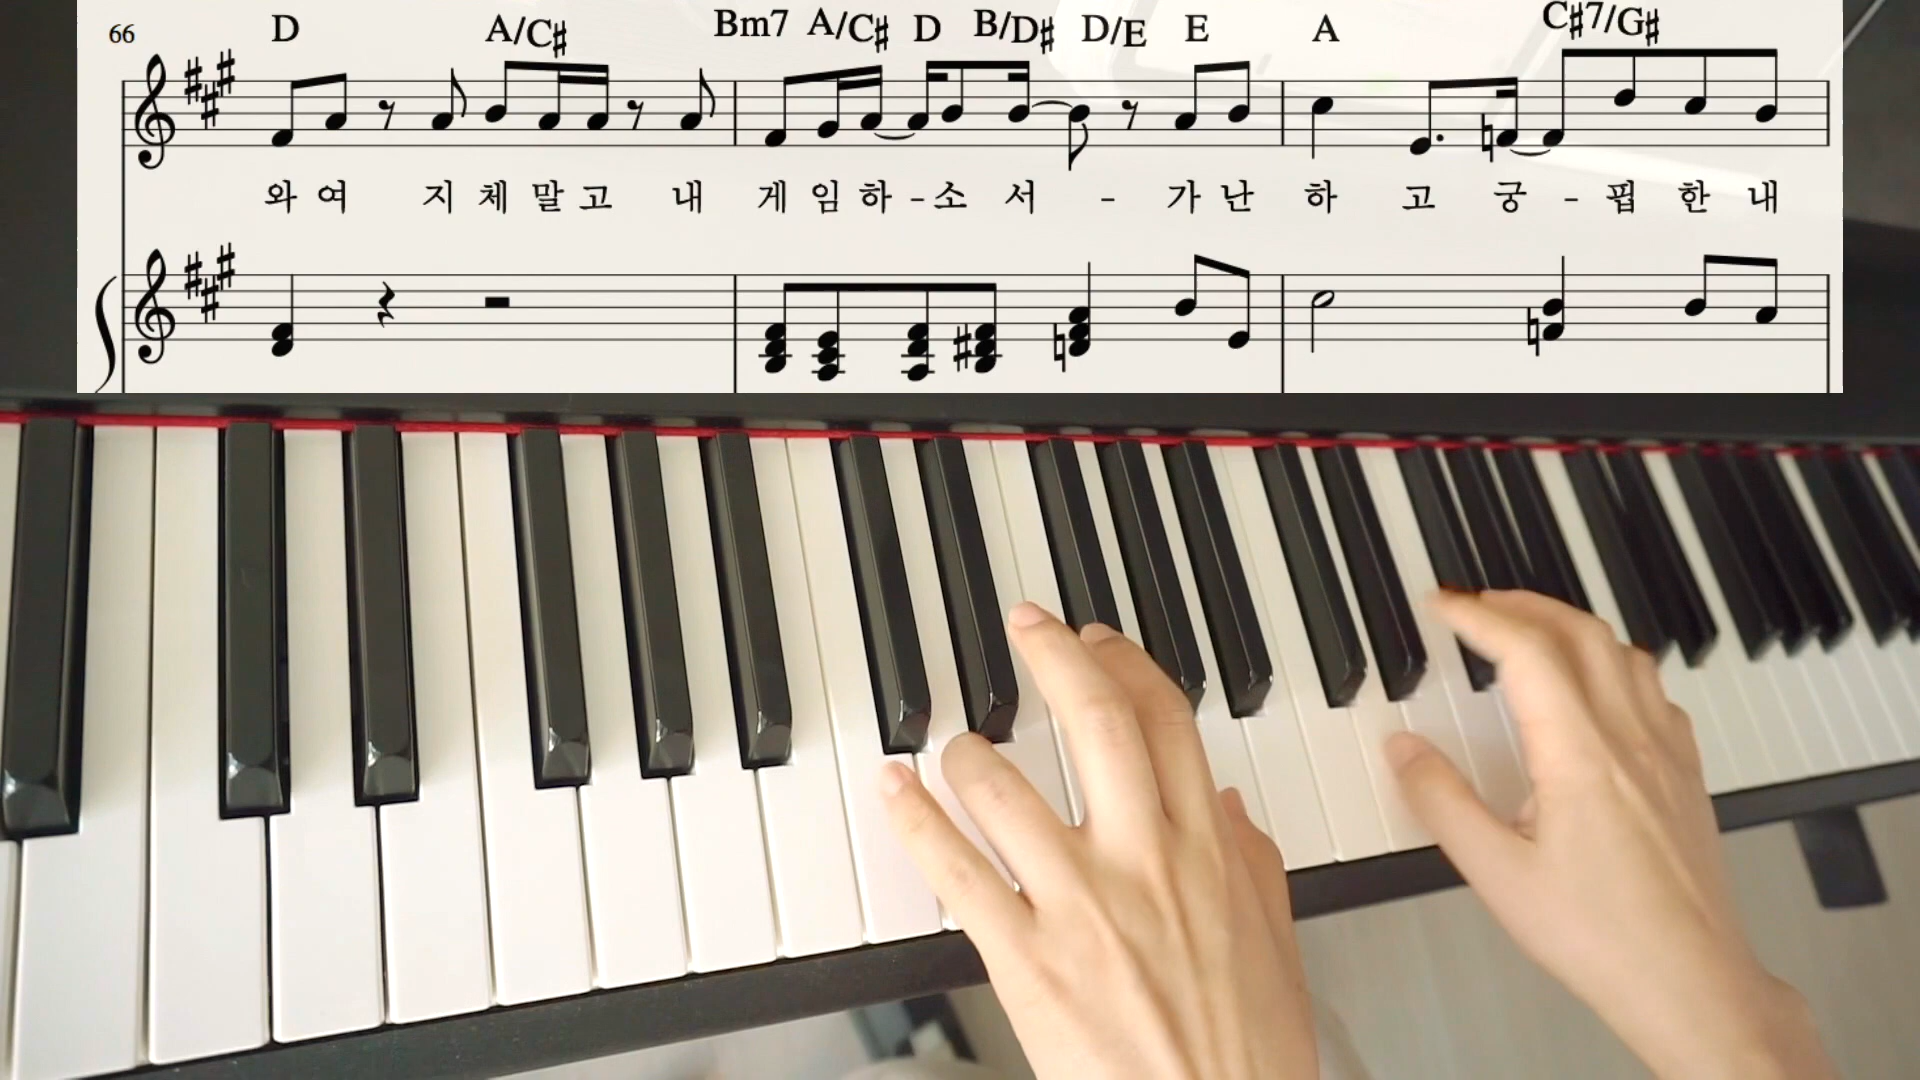 66 D A/C♯ Bm7 A/C♯ D B/D♯ D/E E A C♯7/G♯
와 여 지 체 말 고 내 게 임 하 - 소 서 - 가 난 하 고 궁 - 핍 한 내